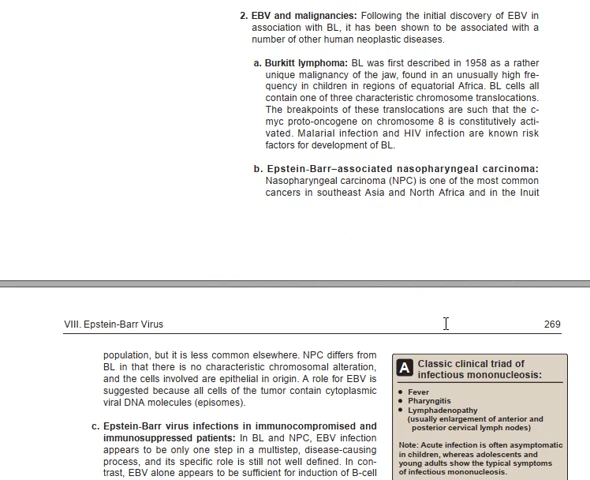 2. EBV and malignancies: Following the initial discovery of EBV in
association with BL, it has been shown to be associated with a
number of other human neoplastic diseases.
a. Burkitt lymphoma: BL was first described in 1958 as a rather
unique malignancy of the jaw, found in an unusually high fre-
quency in children in regions of equatorial Africa. BL cells all
contain one of three characteristic chromosome translocations.
The breakpoints of these translocations are such that the c-
myc proto-oncogene on chromosome 8 is constitutively acti-
vated. Malarial infection and HIV infection are known risk
factors for development of BL.
b. Epstein-Barr–associated nasopharyngeal carcinoma:
Nasopharyngeal carcinoma (NPC) is one of the most common
cancers in southeast Asia and North Africa and in the Inuit
VIII. Epstein-Barr Virus 269
population, but it is less common elsewhere. NPC differs from
BL in that there is no characteristic chromosomal alteration,
and the cells involved are epithelial in origin. A role for EBV is
suggested because all cells of the tumor contain cytoplasmic
viral DNA molecules (episomes).
c. Epstein-Barr virus infections in immunocompromised and
immunosuppressed patients: In BL and NPC, EBV infection
appears to be only one step in a multistep, disease-causing
process, and its specific role is still not well defined. In con-
trast, EBV alone appears to be sufficient for induction of B-cell
A Classic clinical triad of
infectious mononucleosis:
• Fever
• Pharyngitis
• Lymphadenopathy
(usually enlargement of anterior and
posterior cervical lymph nodes)
Note: Acute infection is often asymptomatic
in children, whereas adolescents and
young adults show the typical symptoms
of infectious mononucleosis.